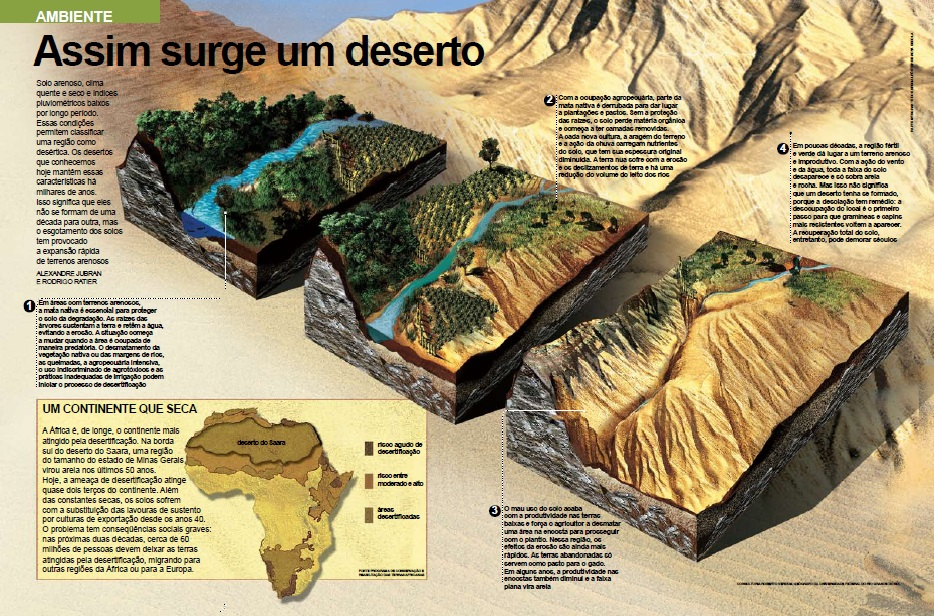 AMBIENTE
Assim surge um deserto
Solo arenoso, clima
quente e seco e índices
pluviométricos baixos
por longo período.
Essas condições
permitem classificar
uma região como
desértica. Os desertos
que conhecemos
hoje mantêm essas
características há
milhares de anos.
Isso significa que eles
não se formam de uma
década para outra, mas
o esgotamento dos solos
tem provocado
a expansão rápida
de terrenos arenosos
ALEXANDRE JUBRAN
E RODRIGO RATIER
1 Em áreas com terrenos arenosos,
a mata nativa é essencial para proteger
o solo da degradação. As raízes das
árvores sustentam a terra e retêm a água,
evitando a erosão. A situação começa
a mudar quando a área é ocupada de
maneira predatória. O desmatamento da
vegetação nativa ou das margens de rios,
as queimadas, a agropecuária intensiva,
o uso indiscriminado de agrotóxicos e as
práticas inadequadas de irrigação podem
iniciar o processo de desertificação
2 Com a ocupação agropecuária, parte da
mata nativa é derrubada para dar lugar
a plantações e pastos. Sem a proteção
das raízes, o solo perde matéria orgânica
e começa a ter camadas removidas.
A cada nova cultura, a aragem do terreno
e a ação da chuva carregam nutrientes
do solo, que tem sua espessura original
diminuída. A terra nua sofre com a erosão
e os deslizamentos de terra e há uma
redução do volume do leito dos rios
3 O mau uso do solo acaba
com a produtividade nas terras
baixas e força o agricultor a desmatar
uma área na encosta para prosseguir
com o plantio. Nessa região, os
efeitos da erosão são ainda mais
rápidos. As terras abandonadas só
servem como pasto para o gado.
Em alguns anos, a produtividade nas
encostas também diminui e a faixa
plana vira areia
4 Em poucas décadas, a região fértil
e verde dá lugar a um terreno arenoso
e improdutivo. Com a ação do vento
e da água, toda a faixa do solo
desaparece e só sobra areia
e rocha. Mas isso não significa
que um deserto tenha se formado,
porque a desolação tem remédio: a
desocupação do local é o primeiro
passo para que gramíneas e capins
mais resistentes voltem a aparecer.
A recuperação total do solo,
entretanto, pode demorar séculos
UM CONTINENTE QUE SECA
A África é, de longe, o continente mais
atingido pela desertificação. Na borda
sul do deserto do Saara, uma região
do tamanho do estado de Minas Gerais,
virou areia nos últimos 50 anos.
Hoje, a ameaça de desertificação atinge
quase dois terços do continente. Além
das constantes secas, os solos sofrem
com a substituição das lavouras de sustento
por culturas de exportação desde os anos 40.
O problema tem conseqüências sociais graves:
nas próximas duas décadas, cerca de 60
milhões de pessoas devem deixar as terras
atingidas pela desertificação, migrando para
outras regiões da África ou para a Europa.
deserto do Saara
risco agudo de
desertificação
risco entre
moderado e alto
áreas
desertificadas
FONTE PROGRAMA DE CONSERVAÇÃO E
REABILITAÇÃO DAS TERRAS AFRICANAS